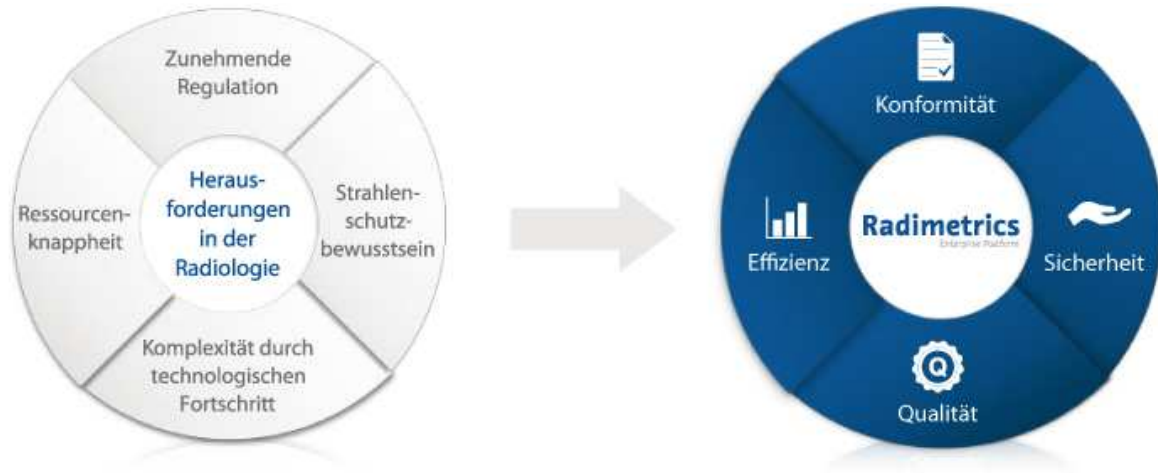 Zunehmende
Regulation
Heraus-
forderungen
in der
Radiologie
Strahlen-
schutz-
bewusstsein
Ressourcen-
knappheit
Komplexität durch
technologischen
Fortschritt
Konformität
Radimetrics
Enterprise Platform
Effizienz
Sicherheit
Q
Qualität